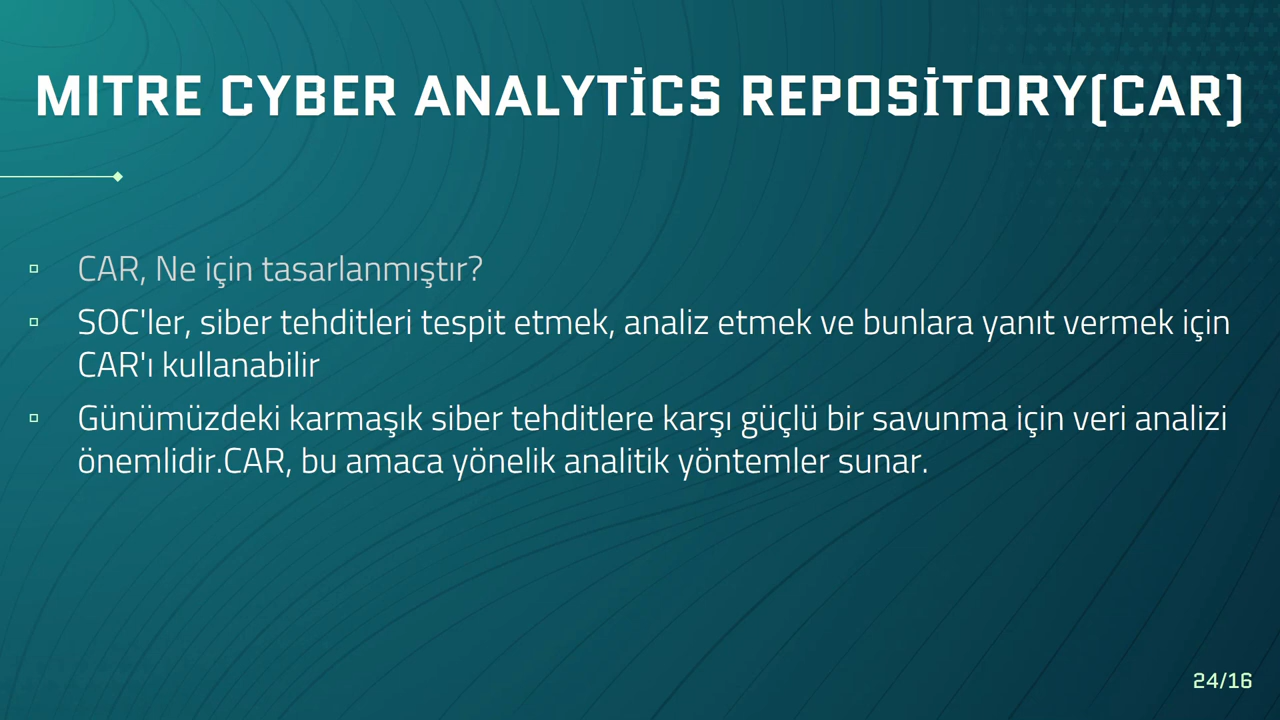 MITRE CYBER ANALYTİCS REPOSİTORY(CAR)
CAR, Ne için tasarlanmıştır?
SOC'ler, siber tehditleri tespit etmek, analiz etmek ve bunlara yanıt vermek için
CAR'ı kullanabilir
Günümüzdeki karmaşık siber tehditlere karşı güçlü bir savunma için veri analizi
önemlidir.CAR, bu amaca yönelik analitik yöntemler sunar.
24/16